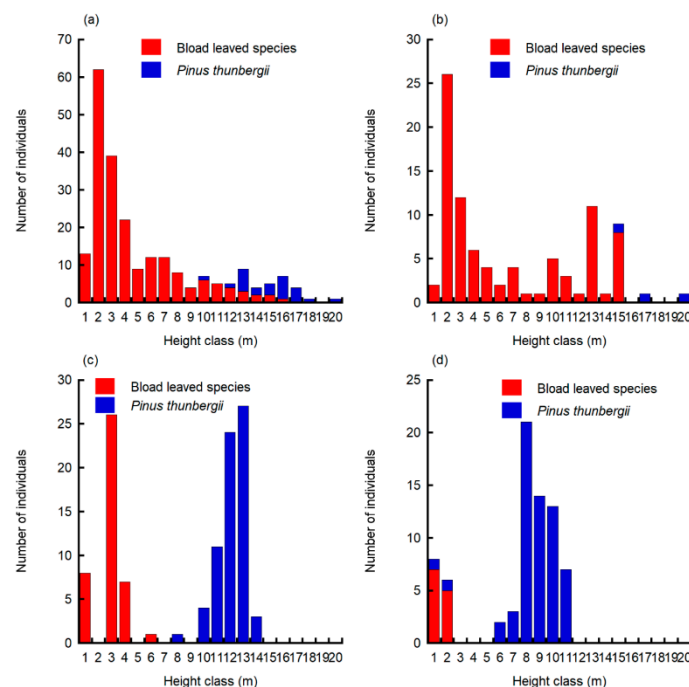 (a)
70
60
50
40
30
20
10
0
Number of individuals
Bload leaved species
Pinus thunbergii
1 2 3 4 5 6 7 8 9 10 11 12 13 14 15 16 17 18 19 20
Height class (m)
(b)
30
25
20
15
10
5
0
Number of individuals
Bload leaved species
Pinus thunbergii
1 2 3 4 5 6 7 8 9 10 11 12 13 14 15 16 17 18 19 20
Height class (m)
(c)
30
25
20
15
10
5
0
Number of individuals
Bload leaved species
Pinus thunbergii
1 2 3 4 5 6 7 8 9 10 11 12 13 14 15 16 17 18 19 20
Height class (m)
(d)
25
20
15
10
5
0
Number of individuals
Bload leaved species
Pinus thunbergii
1 2 3 4 5 6 7 8 9 10 11 12 13 14 15 16 17 18 19 20
Height class (m)